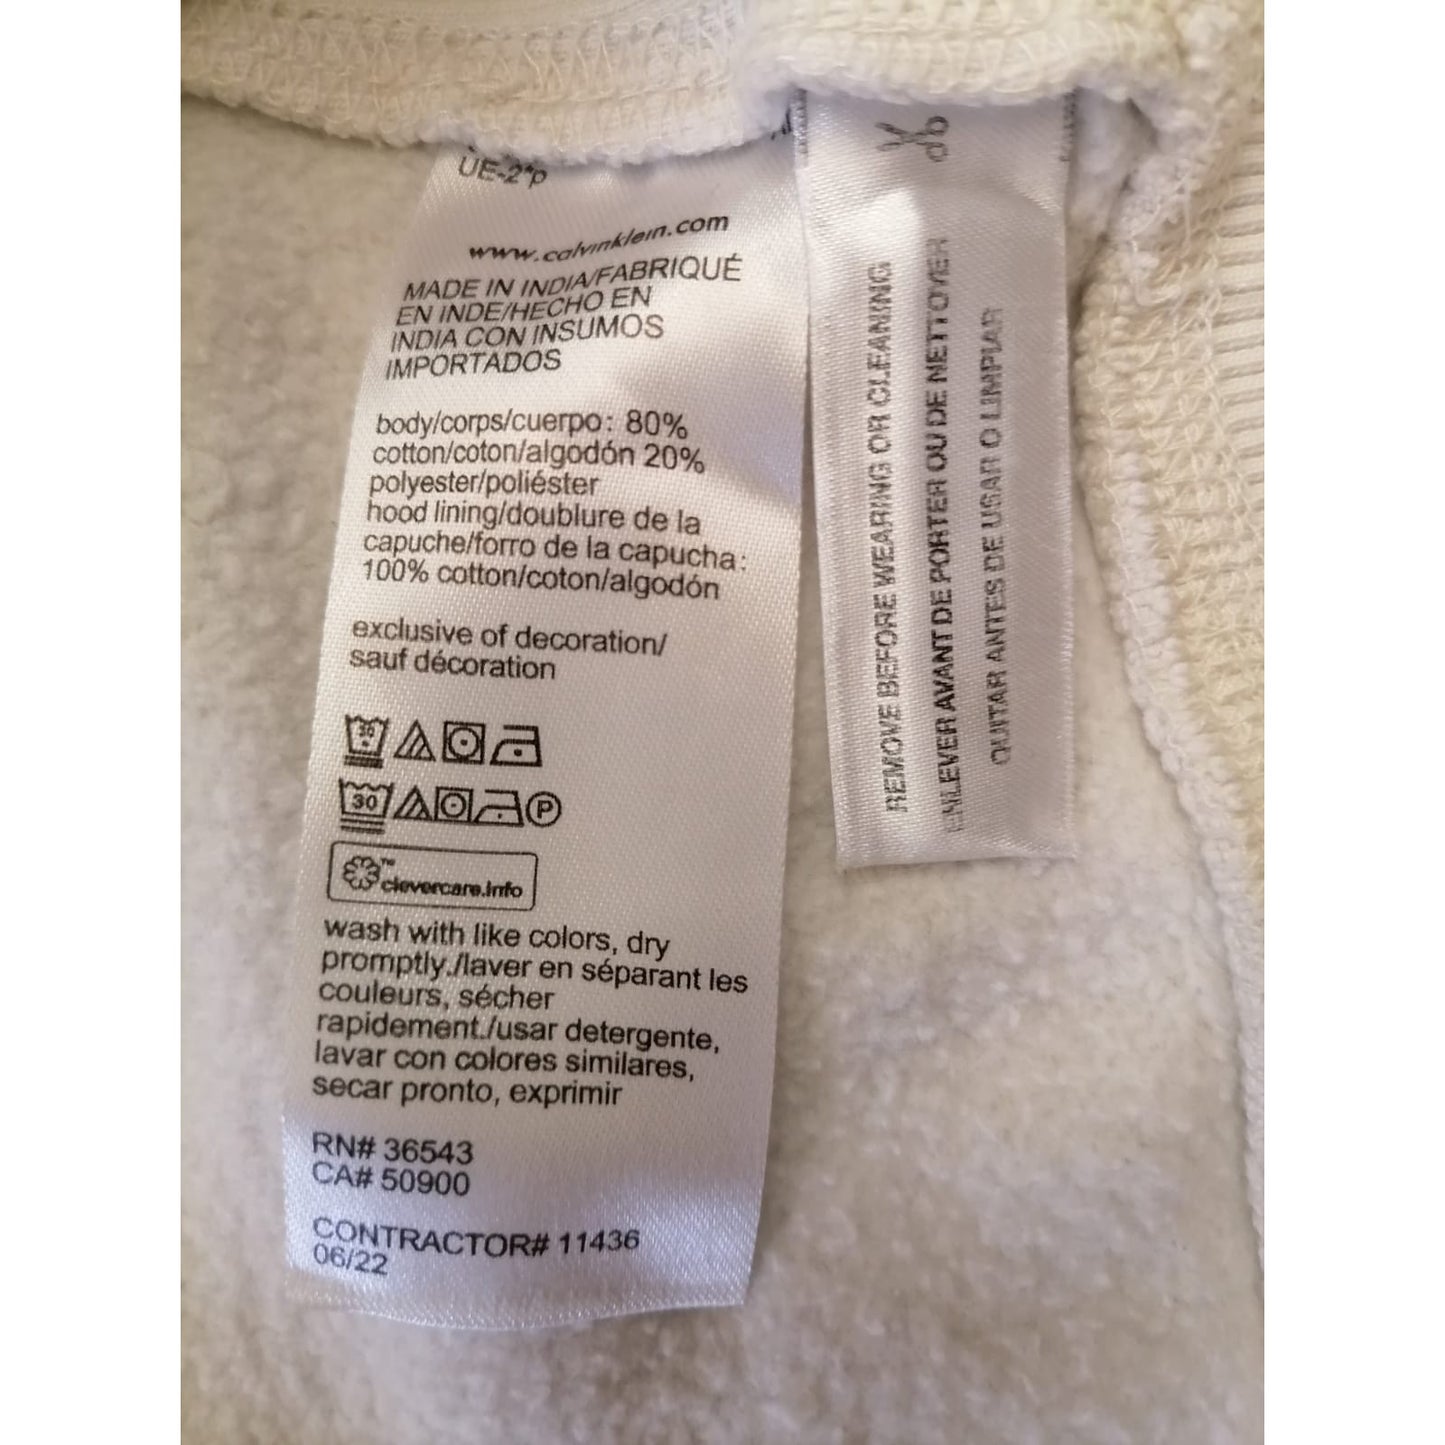 UE-2*p
www.calvinklein.com
MADE IN INDIA/FABRIQUÉ
EN INDE/HECHO EN
INDIA CON INSUMOS
IMPORTADOS
body/corps/cuerpo: 80%
cotton/coton/algodón 20%
polyester/poliéster
hood lining/doublure de la
capuche/forro de la capucha:
100% cotton/coton/algodón
exclusive of decoration/
sauf décoration
30
30 P
™ clevercare.info
wash with like colors, dry
promptly./laver en séparant les
couleurs, sécher
rapidement./usar detergente,
lavar con colores similares,
secar pronto, exprimir
RN# 36543
CA# 50900
CONTRACTOR# 11436
06/22
REMOVE BEFORE WEARING OR CLEANING
ENLEVER AVANT DE PORTER OU DE NETTOYER
QUITAR ANTES DE USAR O LIMPIAR